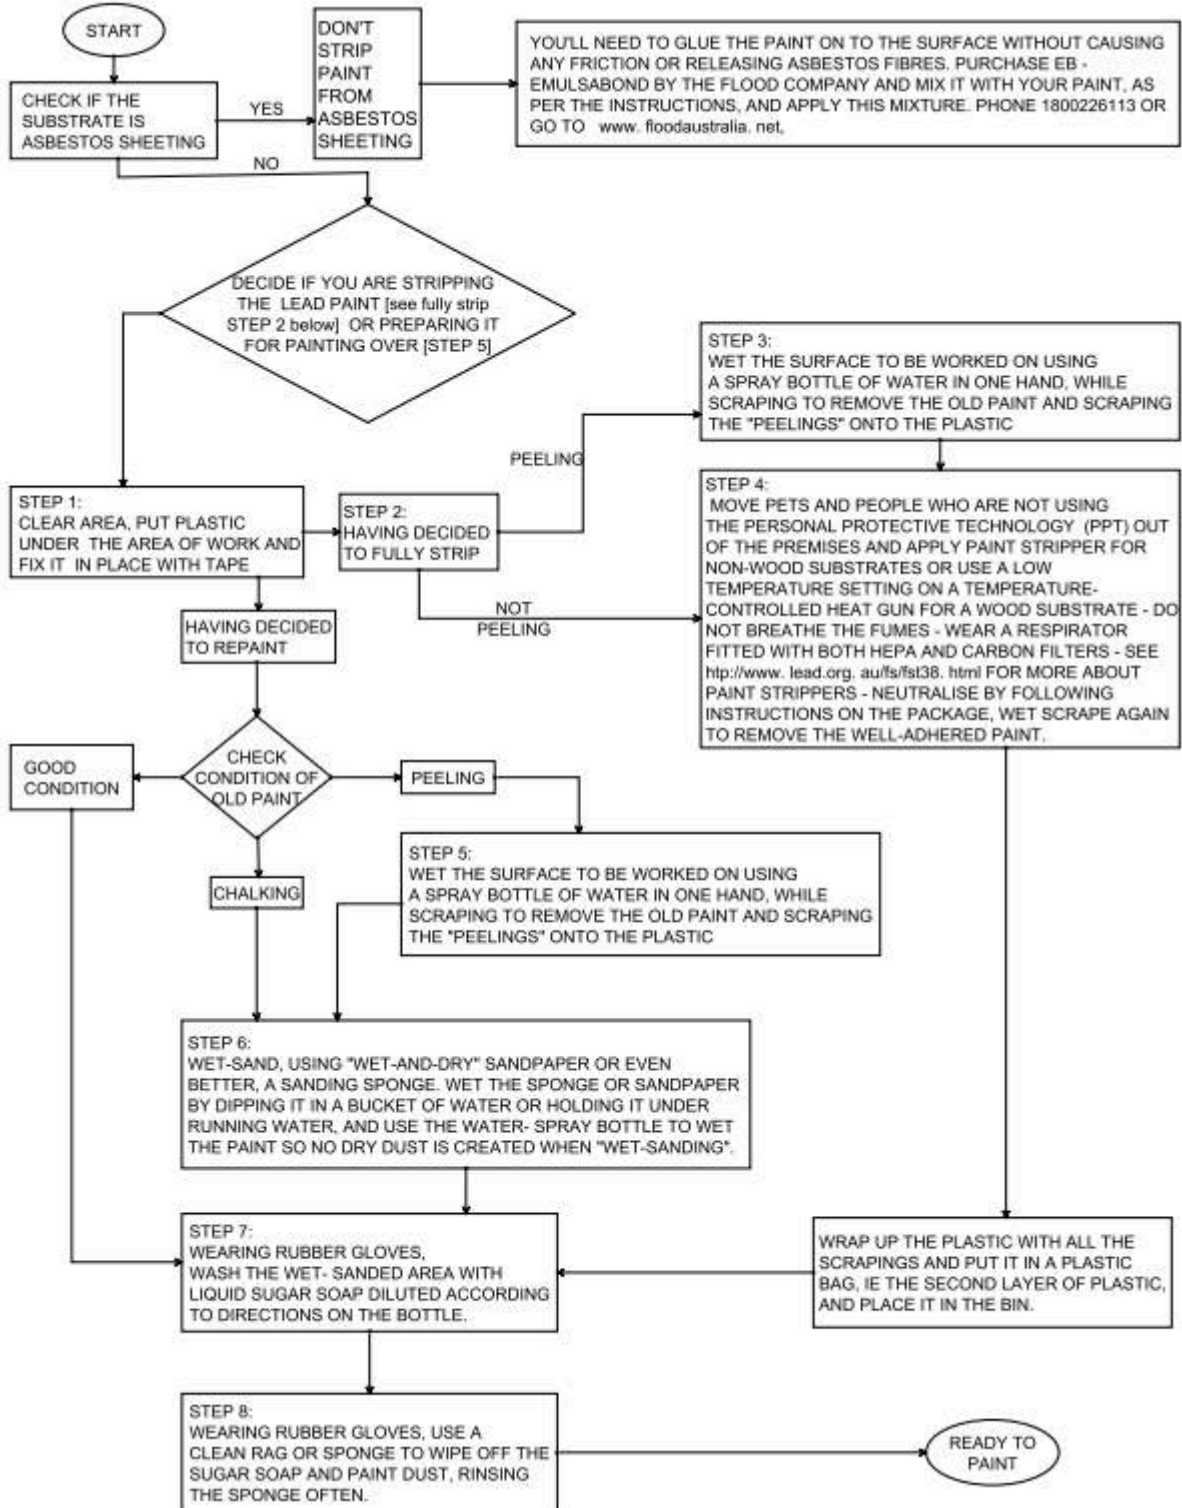 START
CHECK IF THE
SUBSTRATE IS
ASBESTOS SHEETING
YES
DON'T
STRIP
PAINT
FROM
ASBESTOS
SHEETING
YOU'LL NEED TO GLUE THE PAINT ON TO THE SURFACE WITHOUT CAUSING
ANY FRICTION OR RELEASING ASBESTOS FIBRES. PURCHASE EB -
EMULSABOND BY THE FLOOD COMPANY AND MIX IT WITH YOUR PAINT, AS
PER THE INSTRUCTIONS, AND APPLY THIS MIXTURE. PHONE 1800226113 OR
GO TO www. floodaustralia. net,
NO
DECIDE IF YOU ARE STRIPPING
THE LEAD PAINT [see fully strip
STEP 2 below] OR PREPARING IT
FOR PAINTING OVER [STEP 5]
STEP 1:
CLEAR AREA, PUT PLASTIC
UNDER THE AREA OF WORK AND
FIX IT IN PLACE WITH TAPE
STEP 2:
HAVING DECIDED
TO FULLY STRIP
PEELING
NOT
PEELING
STEP 3:
WET THE SURFACE TO BE WORKED ON USING
A SPRAY BOTTLE OF WATER IN ONE HAND, WHILE
SCRAPING TO REMOVE THE OLD PAINT AND SCRAPING
THE "PEELINGS" ONTO THE PLASTIC
STEP 4:
MOVE PETS AND PEOPLE WHO ARE NOT USING
THE PERSONAL PROTECTIVE TECHNOLOGY (PPT) OUT
OF THE PREMISES AND APPLY PAINT STRIPPER FOR
NON-WOOD SUBSTRATES OR USE A LOW
TEMPERATURE SETTING ON A TEMPERATURE-
CONTROLLED HEAT GUN FOR A WOOD SUBSTRATE - DO
NOT BREATHE THE FUMES - WEAR A RESPIRATOR
FITTED WITH BOTH HEPA AND CARBON FILTERS - SEE
htp://www. lead.org. au/fs/fst38. html FOR MORE ABOUT
PAINT STRIPPERS - NEUTRALISE BY FOLLOWING
INSTRUCTIONS ON THE PACKAGE, WET SCRAPE AGAIN
TO REMOVE THE WELL-ADHERED PAINT.
HAVING DECIDED
TO REPAINT
CHECK
CONDITION OF
OLD PAINT
GOOD
CONDITION
PEELING
CHALKING
STEP 5:
WET THE SURFACE TO BE WORKED ON USING
A SPRAY BOTTLE OF WATER IN ONE HAND, WHILE
SCRAPING TO REMOVE THE OLD PAINT AND SCRAPING
THE "PEELINGS" ONTO THE PLASTIC
STEP 6:
WET-SAND, USING "WET-AND-DRY" SANDPAPER OR EVEN
BETTER, A SANDING SPONGE. WET THE SPONGE OR SANDPAPER
BY DIPPING IT IN A BUCKET OF WATER OR HOLDING IT UNDER
RUNNING WATER, AND USE THE WATER- SPRAY BOTTLE TO WET
THE PAINT SO NO DRY DUST IS CREATED WHEN "WET-SANDING".
STEP 7:
WEARING RUBBER GLOVES,
WASH THE WET- SANDED AREA WITH
LIQUID SUGAR SOAP DILUTED ACCORDING
TO DIRECTIONS ON THE BOTTLE.
WRAP UP THE PLASTIC WITH ALL THE
SCRAPINGS AND PUT IT IN A PLASTIC
BAG, IE THE SECOND LAYER OF PLASTIC,
AND PLACE IT IN THE BIN.
STEP 8:
WEARING RUBBER GLOVES, USE A
CLEAN RAG OR SPONGE TO WIPE OFF THE
SUGAR SOAP AND PAINT DUST, RINSING
THE SPONGE OFTEN.
READY TO
PAINT